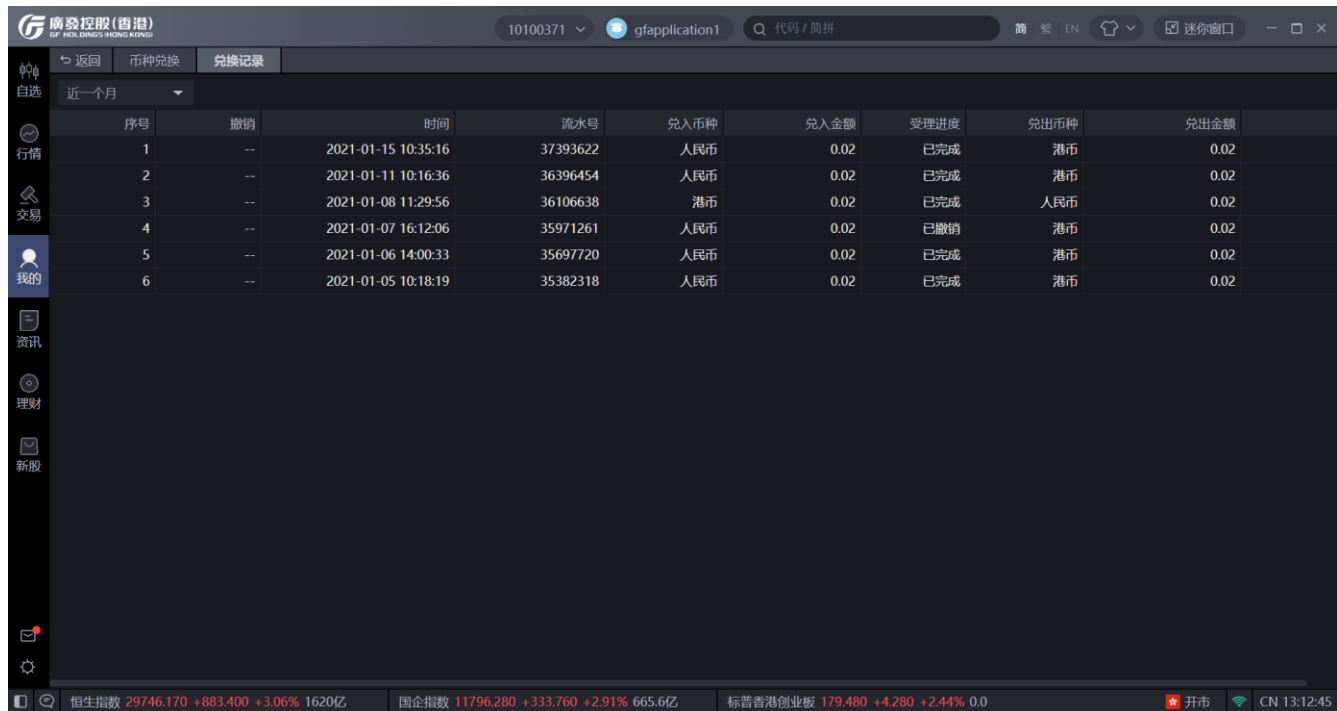 廣發控股(香港) 10100371 gfapplication1 代码 / 简拼 简 繁 EN 迷你窗口
GF HOLDINGS (HONG KONG)
返回 币种兑换 兑换记录
自选
近一个月
序号 撤销 时间 流水号 兑入币种 兑入金额 受理进度 兑出币种 兑出金额
行情
1 -- 2021-01-15 10:35:16 37393622 人民币 0.02 已完成 港币 0.02
2 -- 2021-01-11 10:16:36 36396454 人民币 0.02 已完成 港币 0.02
交易
3 -- 2021-01-08 11:29:56 36106638 港币 0.02 已完成 人民币 0.02
4 -- 2021-01-07 16:12:06 35971261 人民币 0.02 已撤销 港币 0.02
5 -- 2021-01-06 14:00:33 35697720 人民币 0.02 已完成 港币 0.02
我的
6 -- 2021-01-05 10:18:19 35382318 人民币 0.02 已完成 港币 0.02
资讯
理财
新股
恒生指数 29746.170 +883.400 +3.06% 1620亿 国企指数 11796.280 +333.760 +2.91% 665.6亿 标普香港创业板 179.480 +4.280 +2.44% 0.0 开市 CN 13:12:45